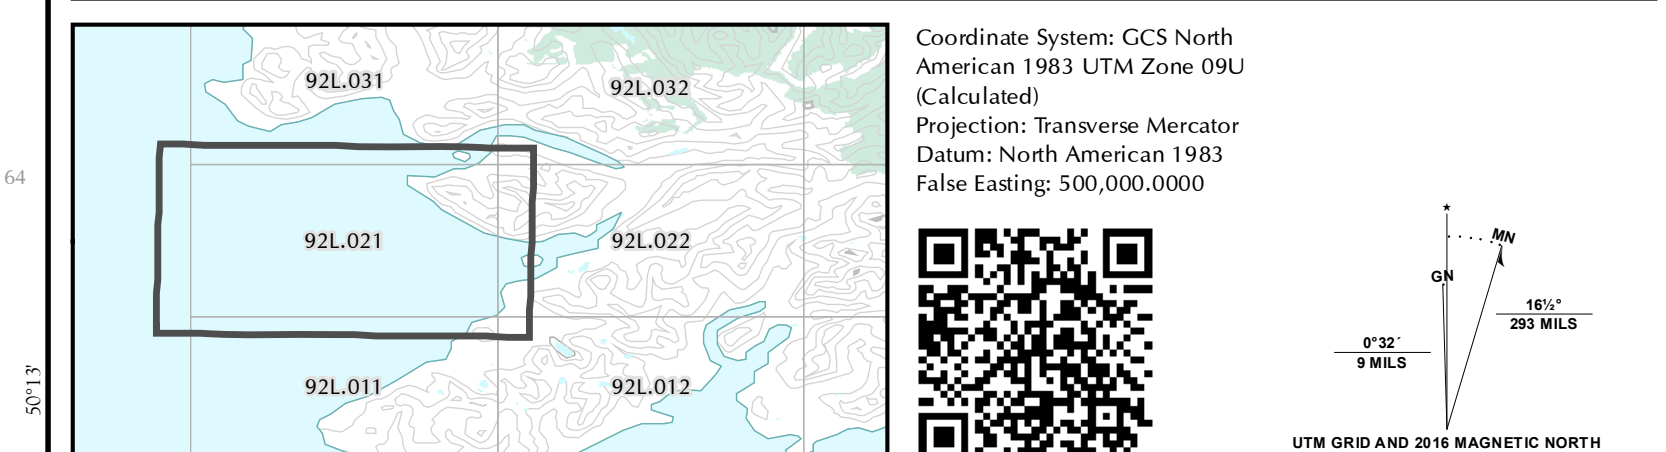 92L.031
92L.032
64
92L.021
92L.022
50°13'
92L.011
92L.012
Coordinate System: GCS North
American 1983 UTM Zone 09U
(Calculated)
Projection: Transverse Mercator
Datum: North American 1983
False Easting: 500,000.0000
MN
GN
16½°
293 MILS
0°32´
9 MILS
UTM GRID AND 2016 MAGNETIC NORTH